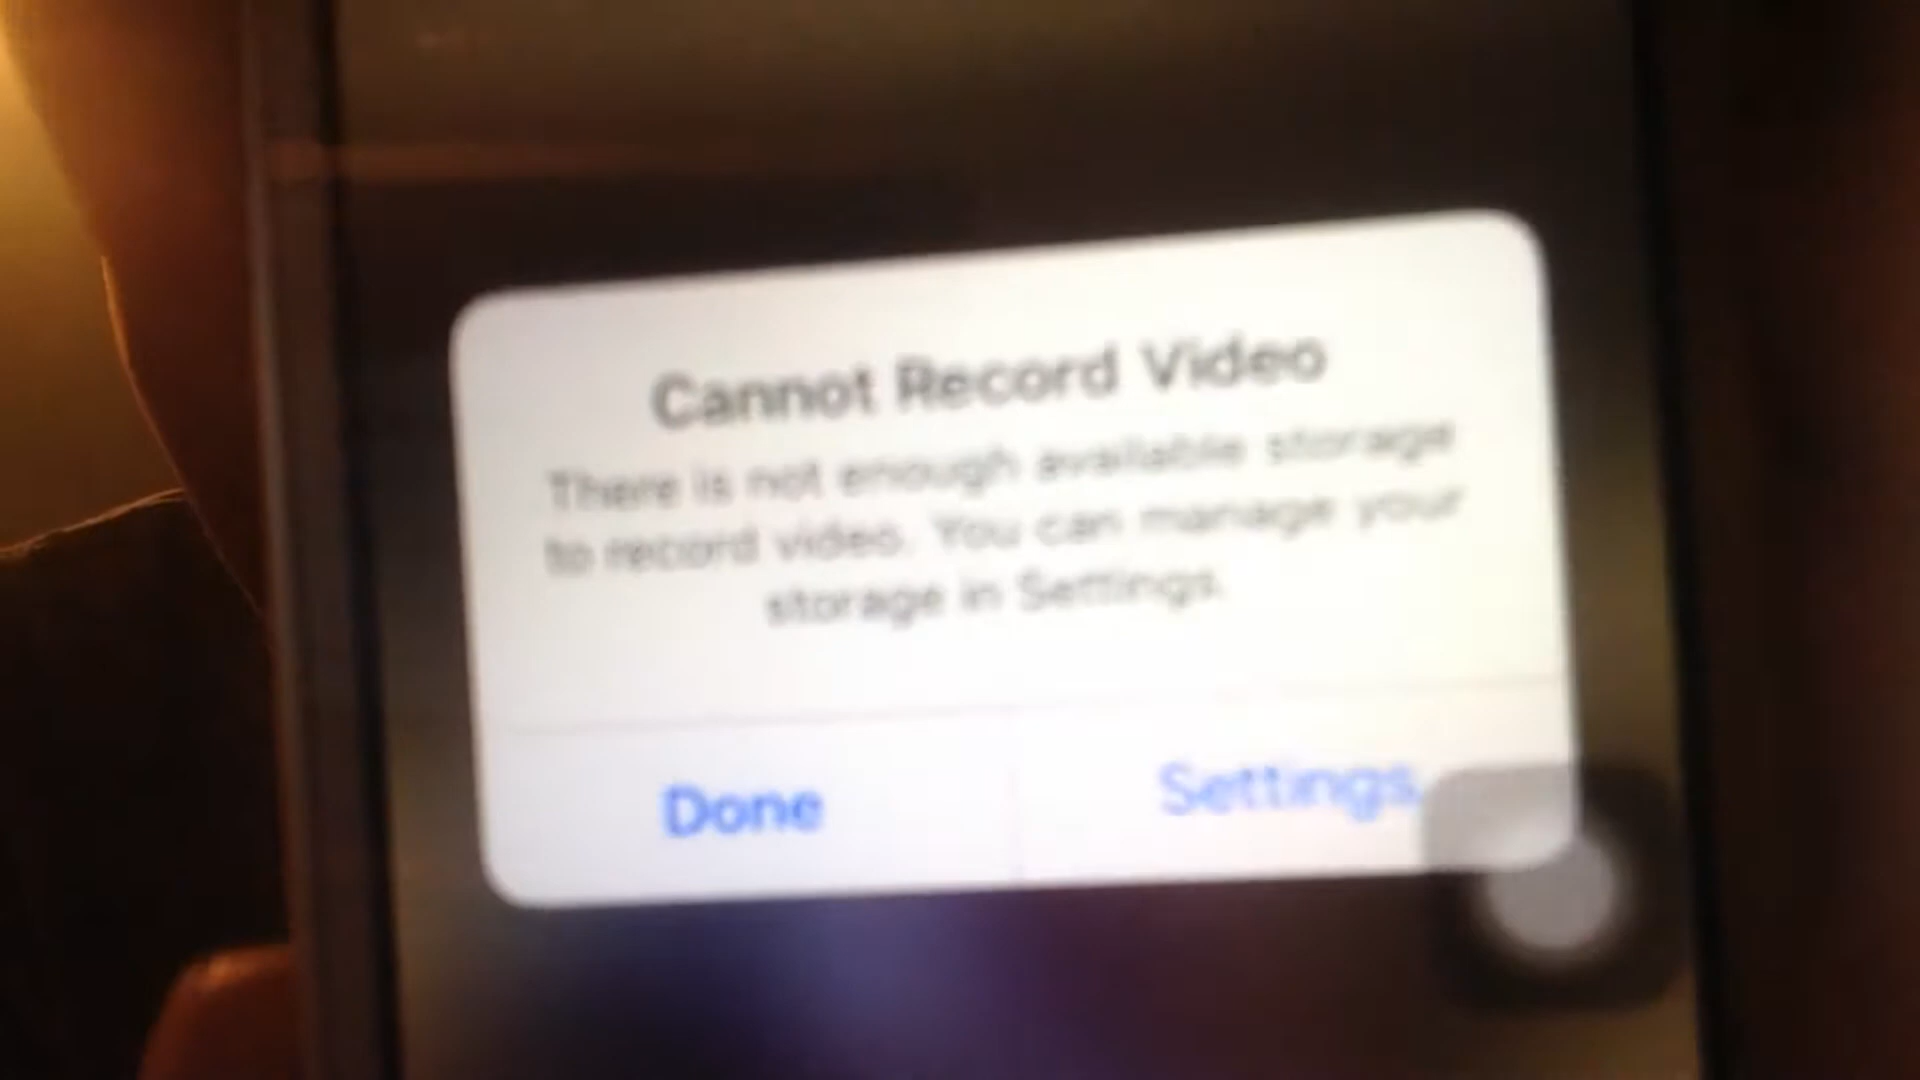 Cannot Record Video
There is not enough available storage
to record video. You can manage your
storage in Settings.
Done
Settings